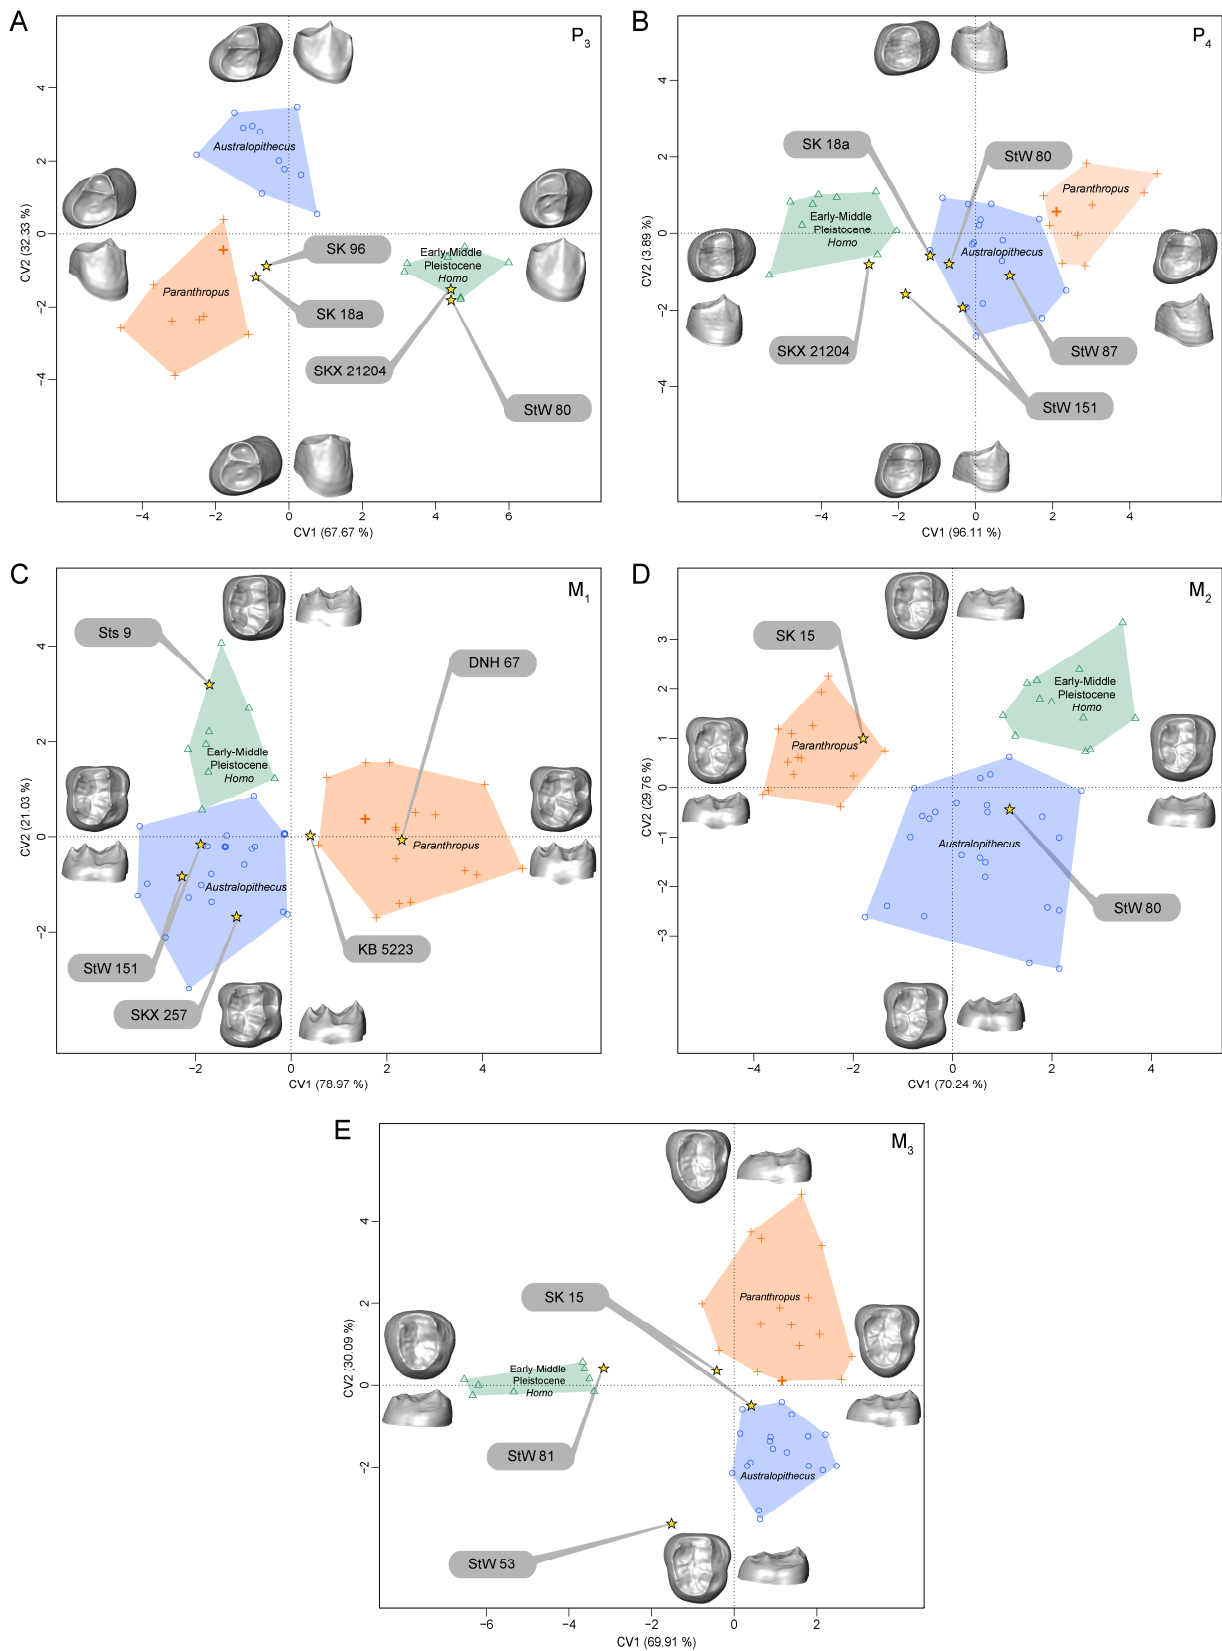 A
P3
4
2
0
−2
−4
CV2 (32.33 %)
Australopithecus
Paranthropus
Early-Middle
Pleistocene
Homo
SK 96
SK 18a
SKX 21204
StW 80
−4
−2
0
2
4
6
CV1 (67.67 %)
B
P4
4
2
0
−2
−4
CV2 (3.89 %)
SK 18a
StW 80
Paranthropus
Early-Middle
Pleistocene
Homo
Australopithecus
SKX 21204
StW 87
StW 151
−4
−2
0
2
4
CV1 (96.11 %)
C
M1
4
2
0
−2
CV2 (21.03 %)
Sts 9
DNH 67
Early-Middle
Pleistocene
Homo
Paranthropus
Australopithecus
StW 151
KB 5223
SKX 257
−2
0
2
4
CV1 (78.97 %)
D
M2
3
2
1
0
−1
−2
−3
CV2 (29.76 %)
SK 15
Early-Middle
Pleistocene
Homo
Paranthropus
Australopithecus
StW 80
−4
−2
0
2
4
CV1 (70.24 %)
E
M3
4
2
0
−2
CV2 (30.09 %)
SK 15
Paranthropus
Early-Middle
Pleistocene
Homo
StW 81
Australopithecus
StW 53
−6
−4
−2
0
2
CV1 (69.91 %)